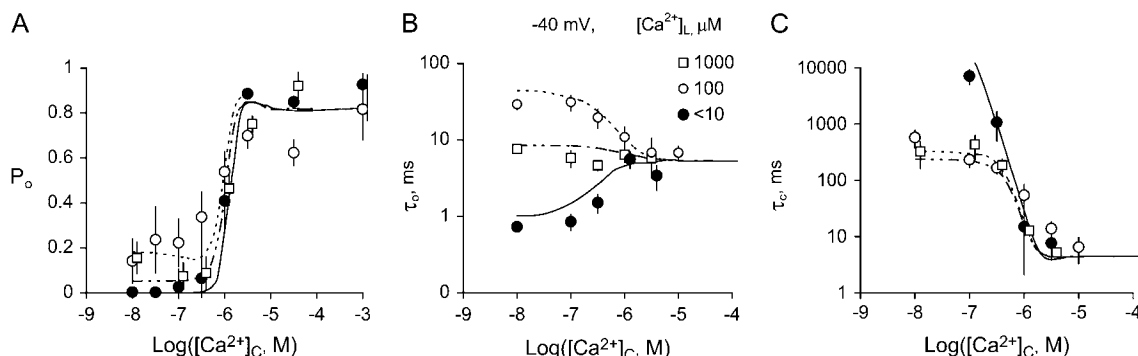 A
B
C
-40 mV, [Ca²⁺]L, µM
1000
100
<10
Pₒ
1
0.8
0.6
0.4
0.2
0
-9 -8 -7 -6 -5 -4 -3
Log([Ca²⁺]C, M)
τₒ, ms
100
10
1
0
-9 -8 -7 -6 -5 -4
Log([Ca²⁺]C, M)
τc, ms
10000
1000
100
10
1
-9 -8 -7 -6 -5 -4
Log([Ca²⁺]C, M)